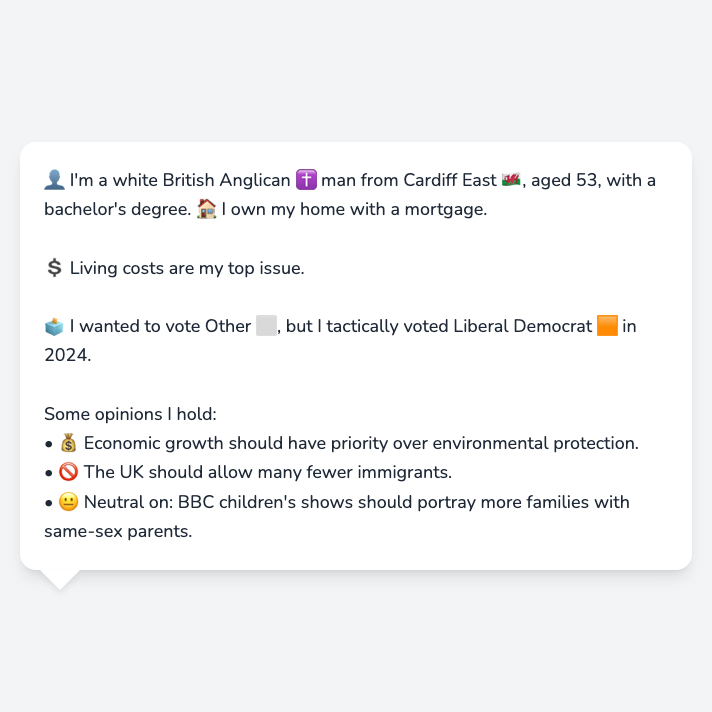 👤 I'm a white British Anglican ✝️ man from Cardiff East 🏴󠁧󠁢󠁷󠁬󠁳󠁿, aged 53, with a
bachelor's degree. 🏠 I own my home with a mortgage.
💲 Living costs are my top issue.
🗳️ I wanted to vote Other ⬜, but I tactically voted Liberal Democrat 🟧 in
2024.
Some opinions I hold:
• 💰 Economic growth should have priority over environmental protection.
• 🚫 The UK should allow many fewer immigrants.
• 😐 Neutral on: BBC children's shows should portray more families with
same-sex parents.